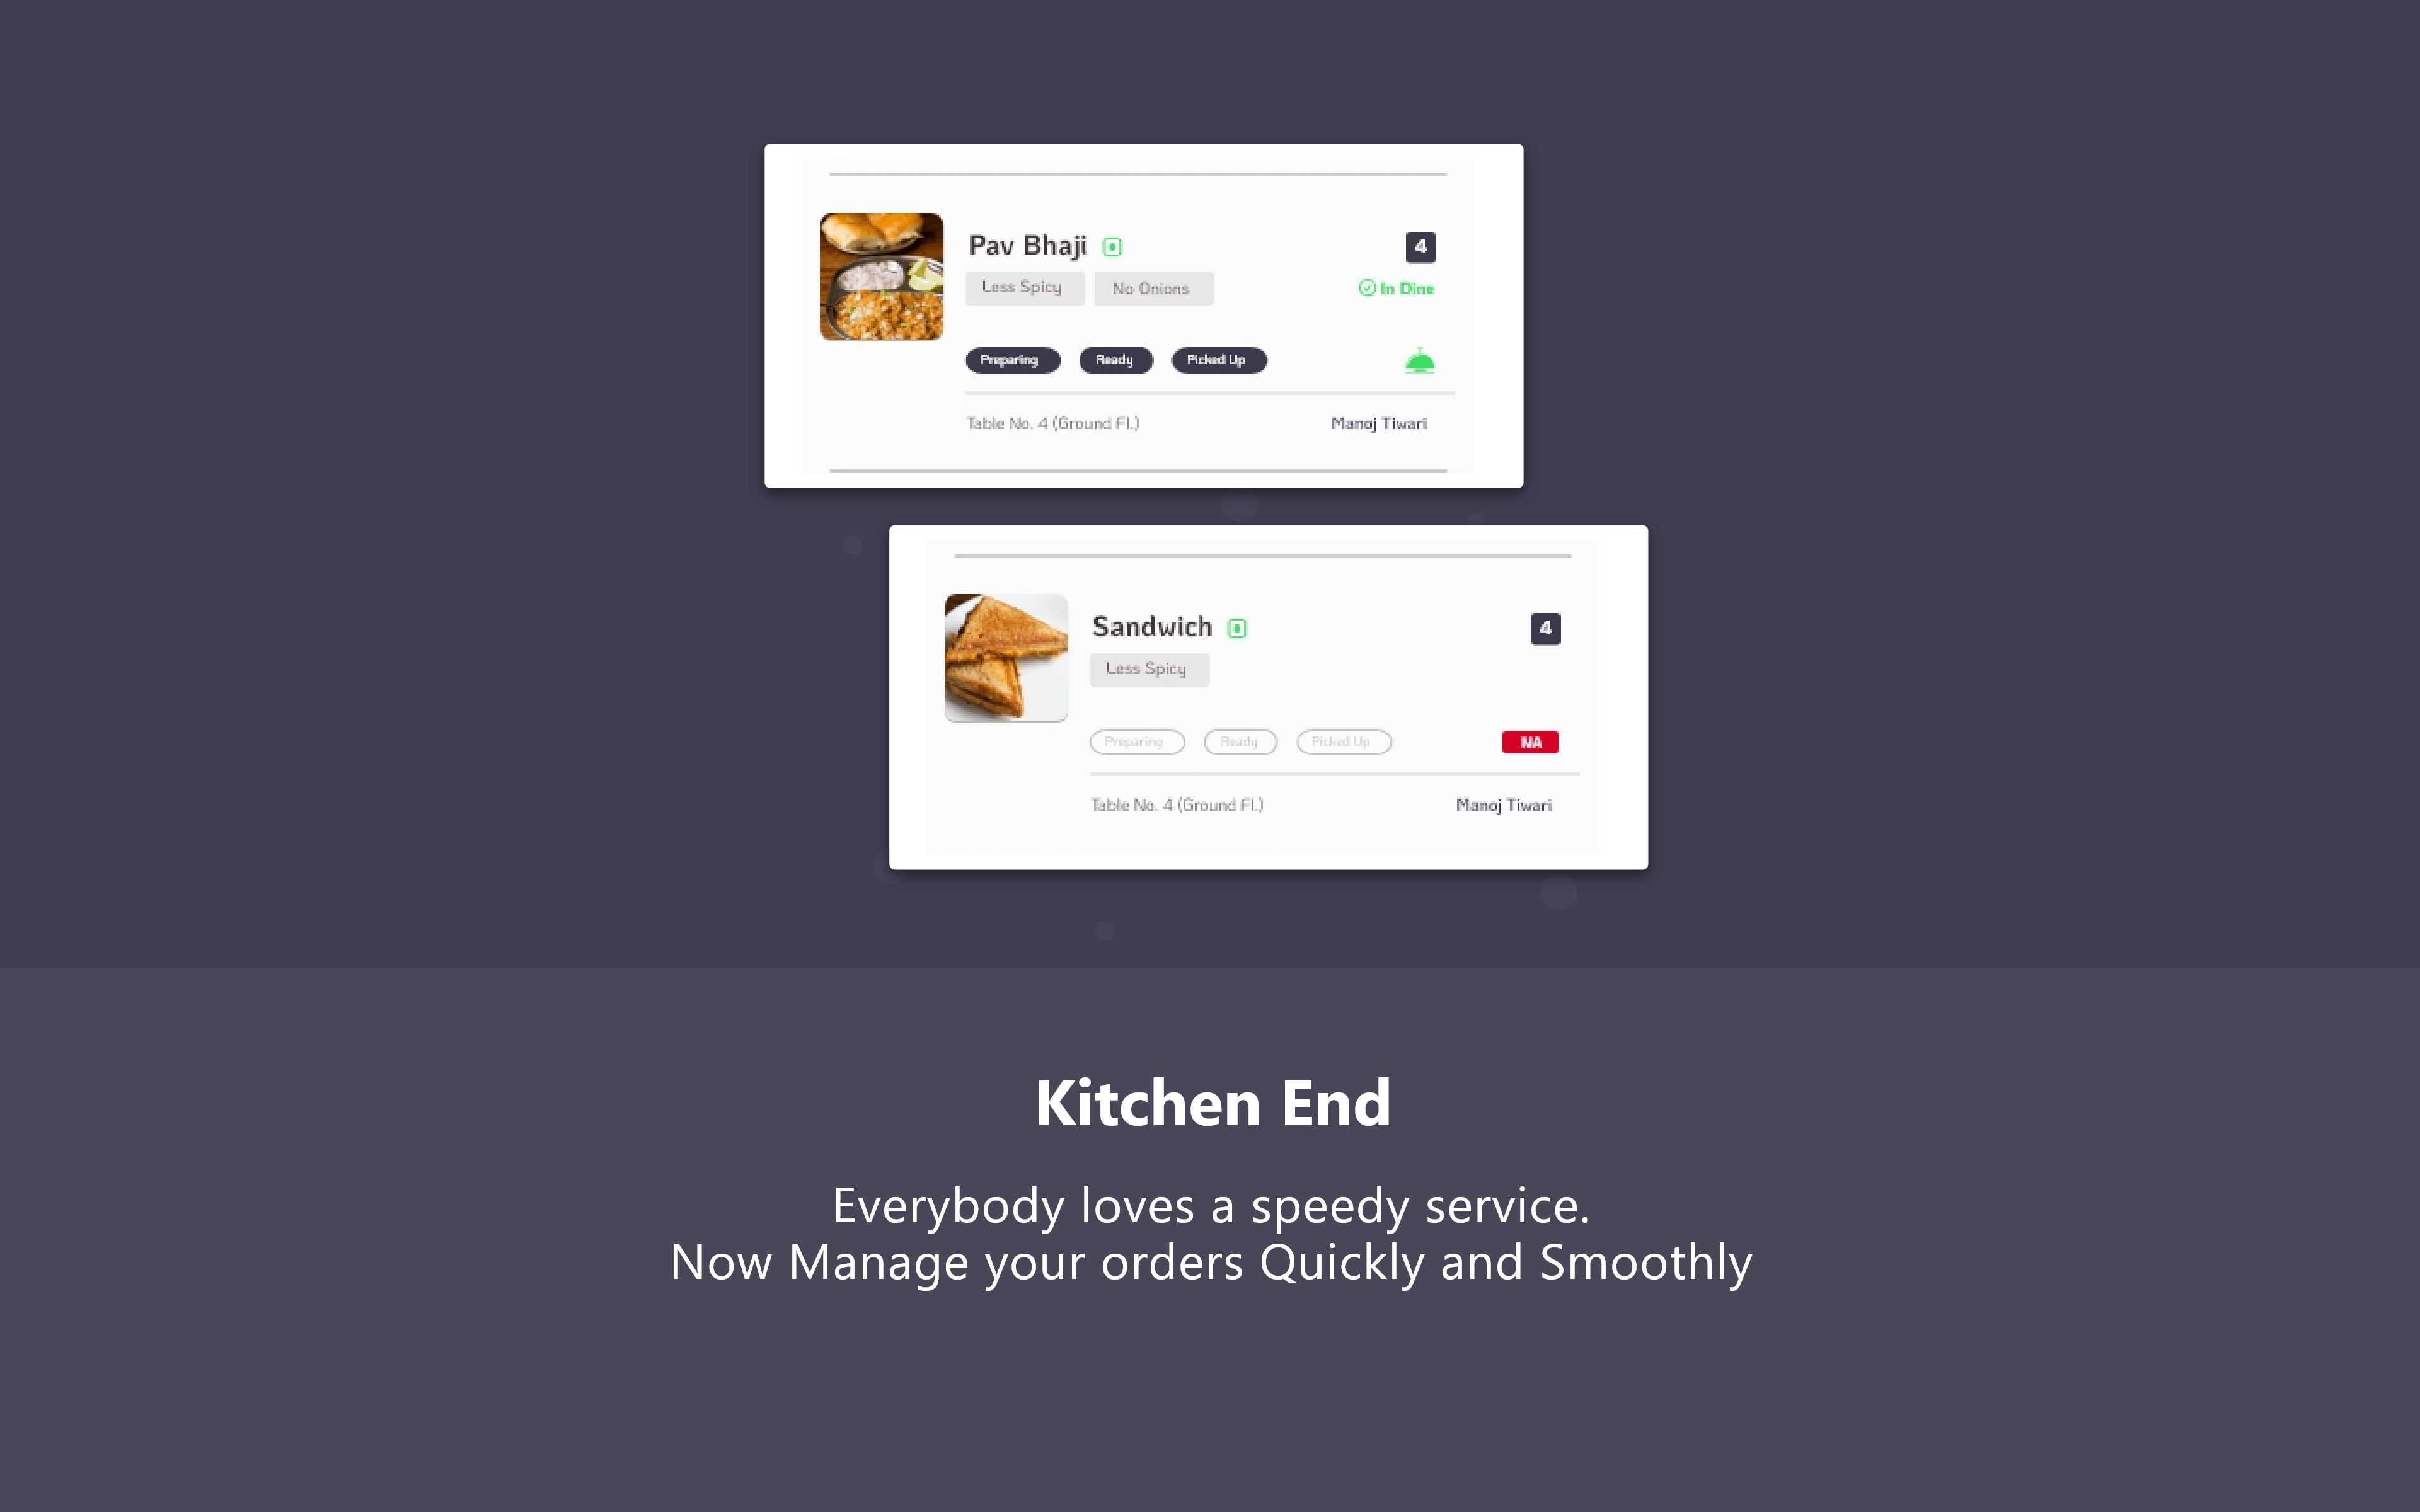 Pav Bhaji
4
Less Spicy
No Onions
In Dine
Preparing
Ready
Picked Up
Table No. 4 (Ground Fl.)
Manoj Tiwari
Sandwich
4
Less Spicy
Preparing
Ready
Picked Up
NA
Table No. 4 (Ground Fl.)
Manoj Tiwari
Kitchen End
Everybody loves a speedy service.
Now Manage your orders Quickly and Smoothly